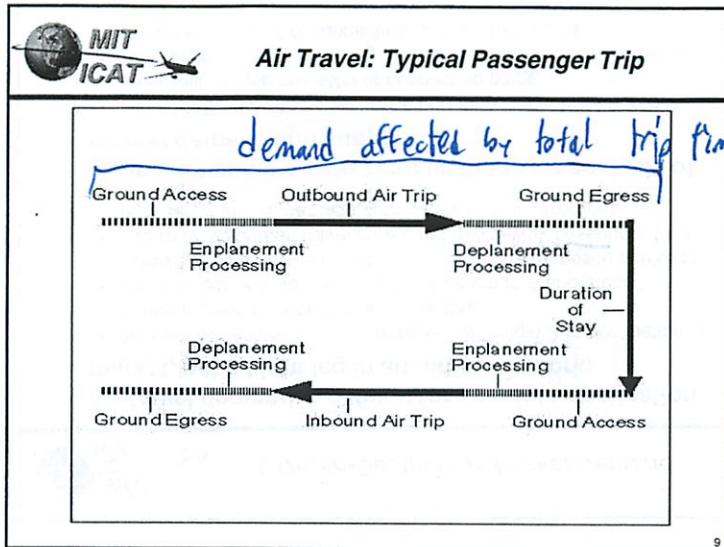 MIT
ICAT
Air Travel: Typical Passenger Trip
demand affected by total trip
Ground Access Outbound Air Trip Ground Egress
Enplanement
Processing
Deplanement
Processing
Duration
of
Stay
Deplanement
Processing
Enplanement
Processing
Ground Egress Inbound Air Trip Ground Access
9